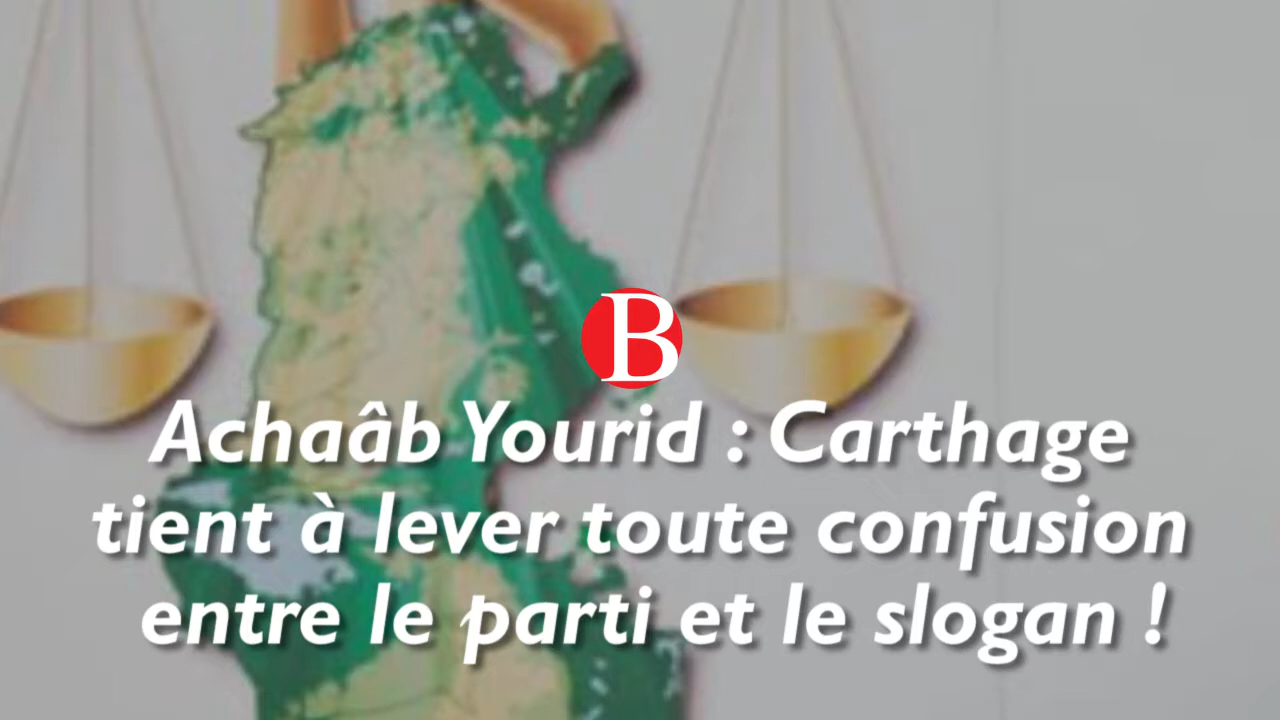 B
Achaâb Yourid : Carthage
tient à lever toute confusion
entre le parti et le slogan !